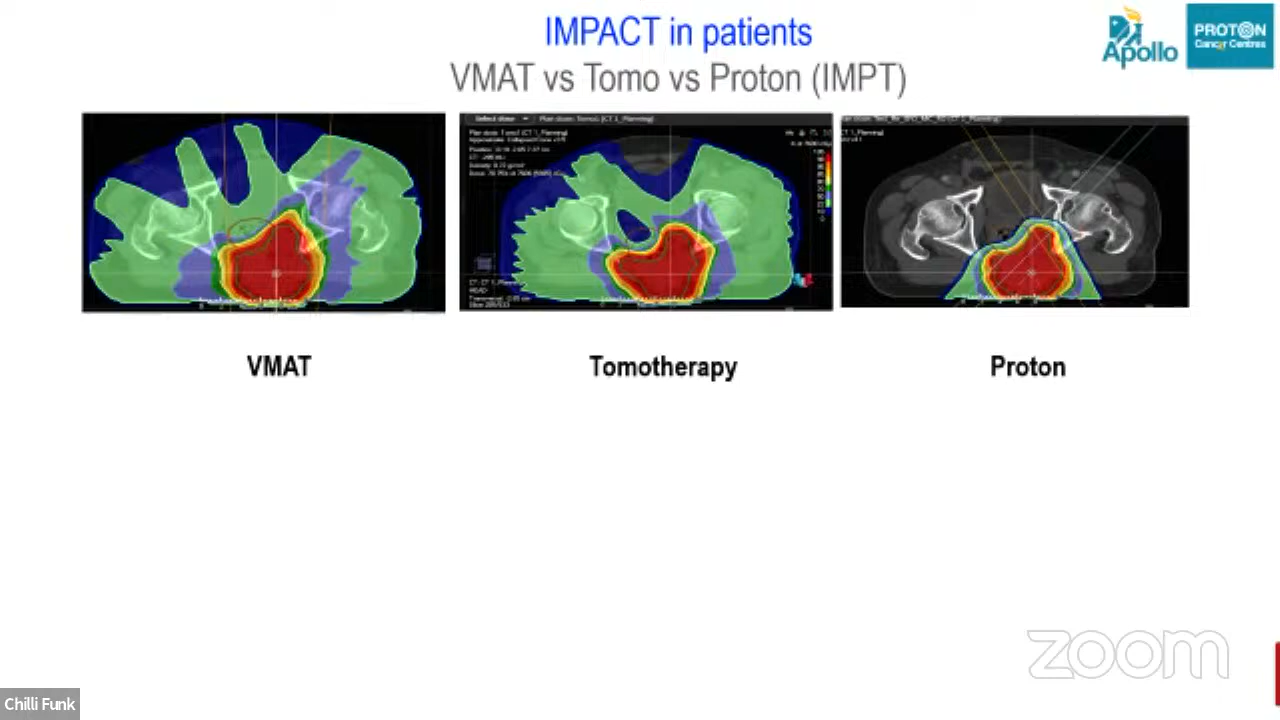 IMPACT in patients
VMAT vs Tomo vs Proton (IMPT)
Apollo
PROTON
Cancer Centres
VMAT
Tomotherapy
Proton
zoom
Chilli Funk